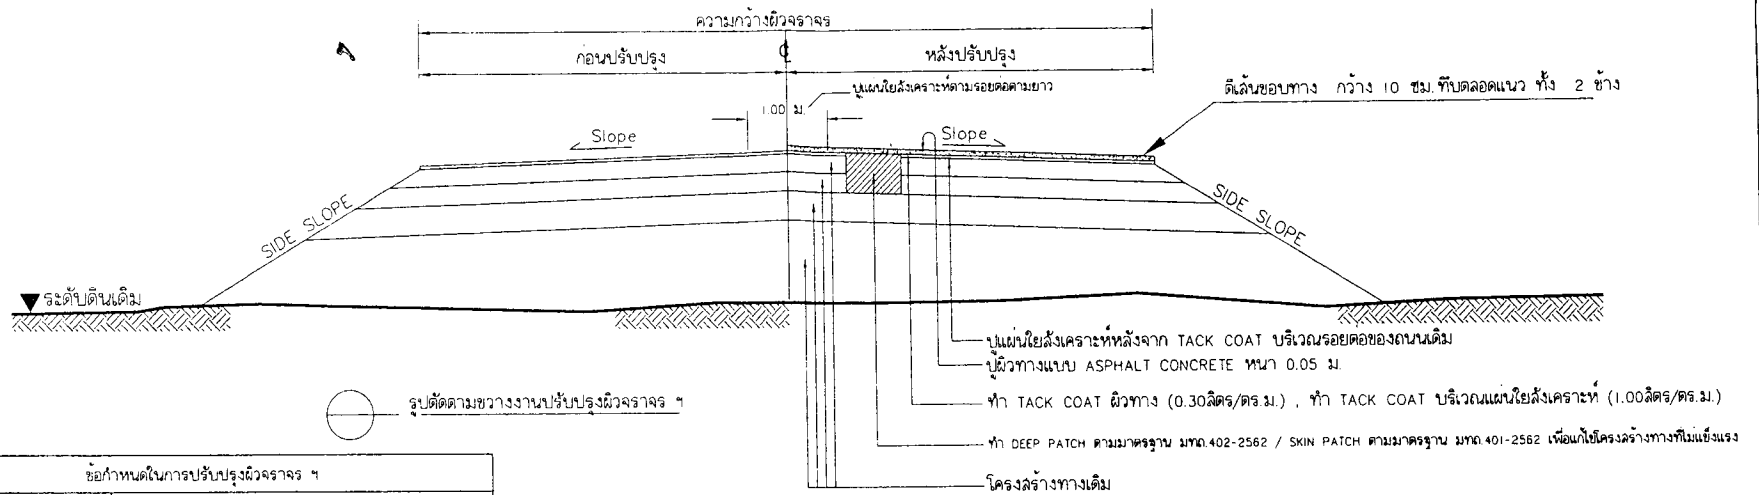 ความกว้างผิวจราจร
ก่อนปรับปรุง
℄
หลังปรับปรุง
ปูแผ่นใยสังเคราะห์ตามรอยต่อตามยาว
1.00 ม.
ตีเส้นขอบทาง กว้าง 10 ซม. ทึบตลอดแนว ทั้ง 2 ข้าง
Slope
Slope
SIDE SLOPE
SIDE SLOPE
ระดับดินเดิม
ปูแผ่นใยสังเคราะห์หลังจาก TACK COAT บริเวณรอยต่อของถนนเดิม
ปูผิวทางแบบ ASPHALT CONCRETE หนา 0.05 ม.
ทำ TACK COAT ผิวทาง (0.30ลิตร/ตร.ม.) , ทำ TACK COAT บริเวณแผ่นใยสังเคราะห์ (1.00ลิตร/ตร.ม.)
ทำ DEEP PATCH ตามมาตรฐาน มทถ.402-2562 / SKIN PATCH ตามมาตรฐาน มทถ.401-2562 เพื่อแก้ไขโครงสร้างทางที่ไม่แข็งแรง
โครงสร้างทางเดิม
รูปตัดตามขวางงานปรับปรุงผิวจราจร ฯ
ข้อกำหนดในการปรับปรุงผิวจราจร ฯ